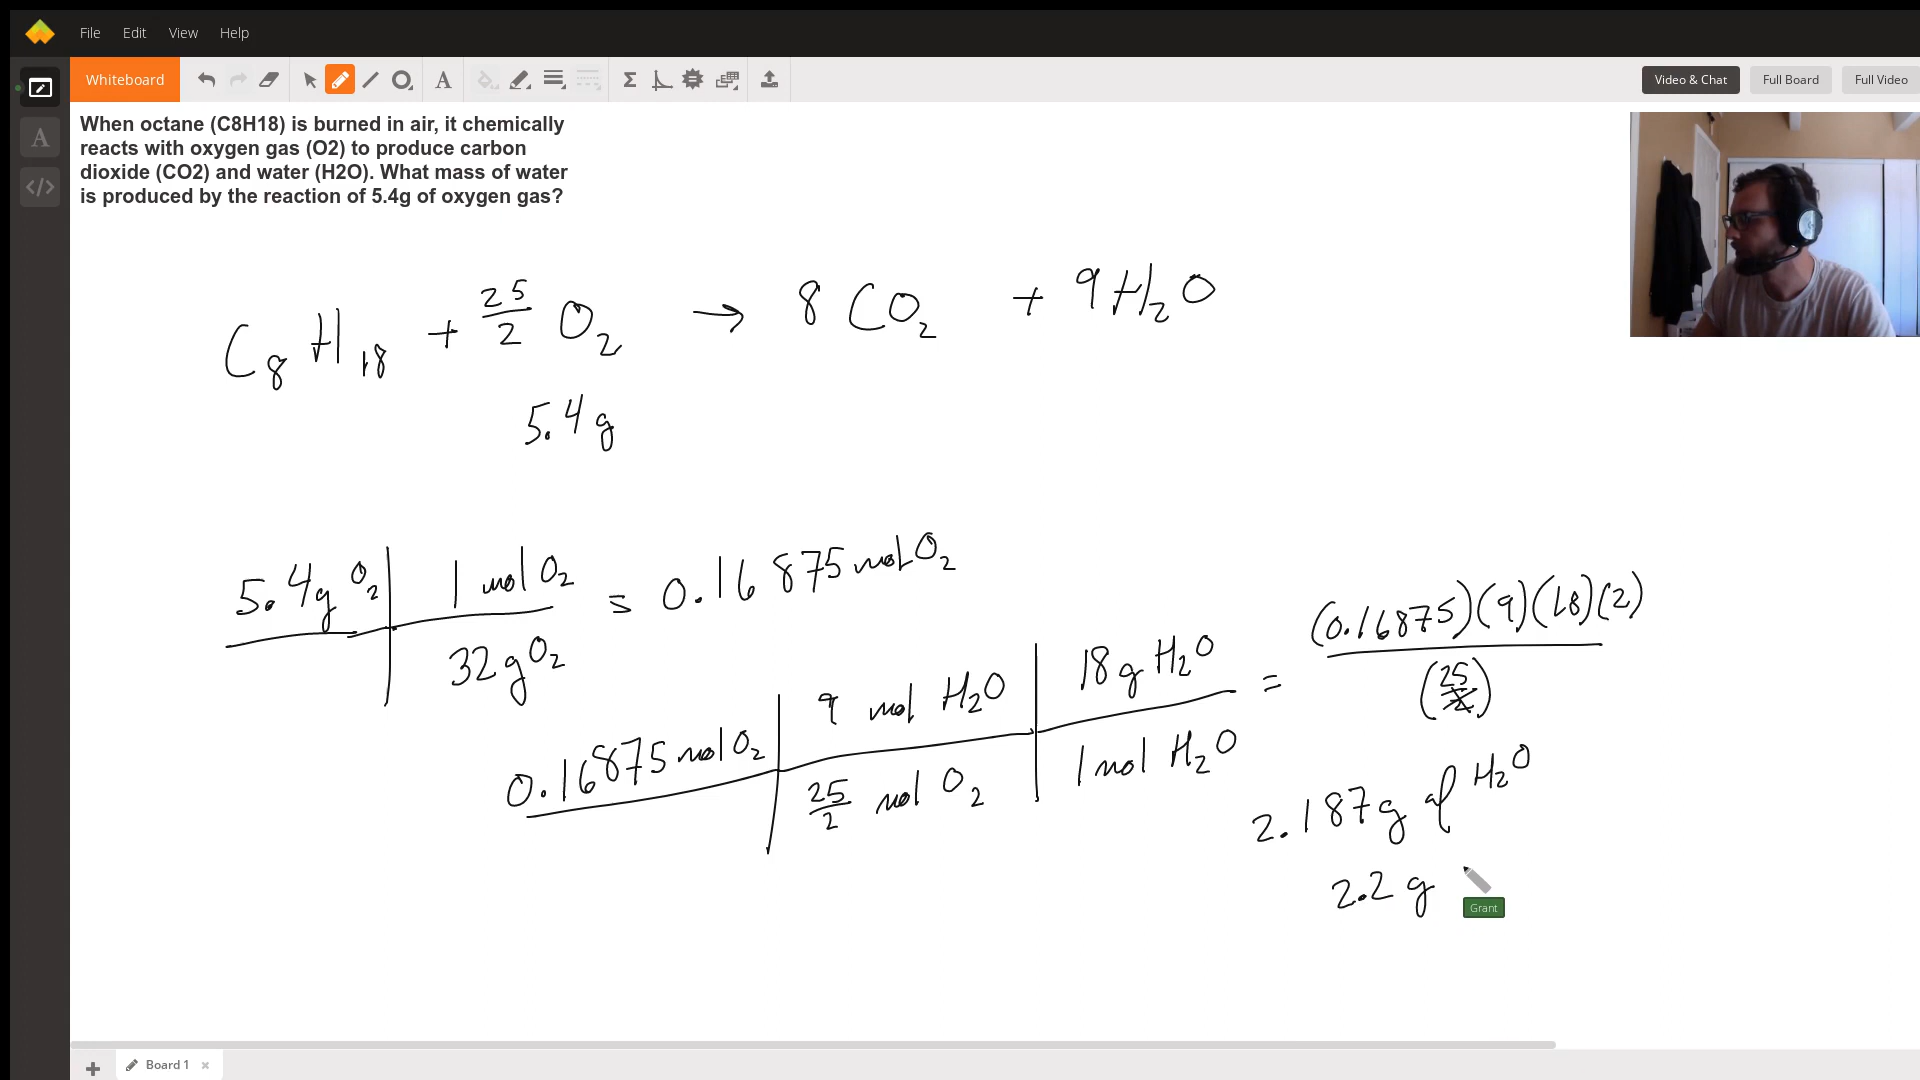 File Edit View Help
Whiteboard
A
Σ
Video & Chat Full Board Full Video
A
</>
When octane (C8H18) is burned in air, it chemically
reacts with oxygen gas (O2) to produce carbon
dioxide (CO2) and water (H2O). What mass of water
is produced by the reaction of 5.4g of oxygen gas?
C₈H₁₈ + 25/2 O₂ → 8 CO₂ + 9 H₂O
5.4 g
5.4g O₂ | 1 mol O₂ / 32 g O₂ = 0.16875 mol O₂
0.16875 mol O₂ | 9 mol H₂O / 25/2 mol O₂ | 18 g H₂O / 1 mol H₂O = (0.16875)(9)(18)(2) / (25/2)
2.187g of H₂O
2.2 g
Grant
+ Board 1 ×